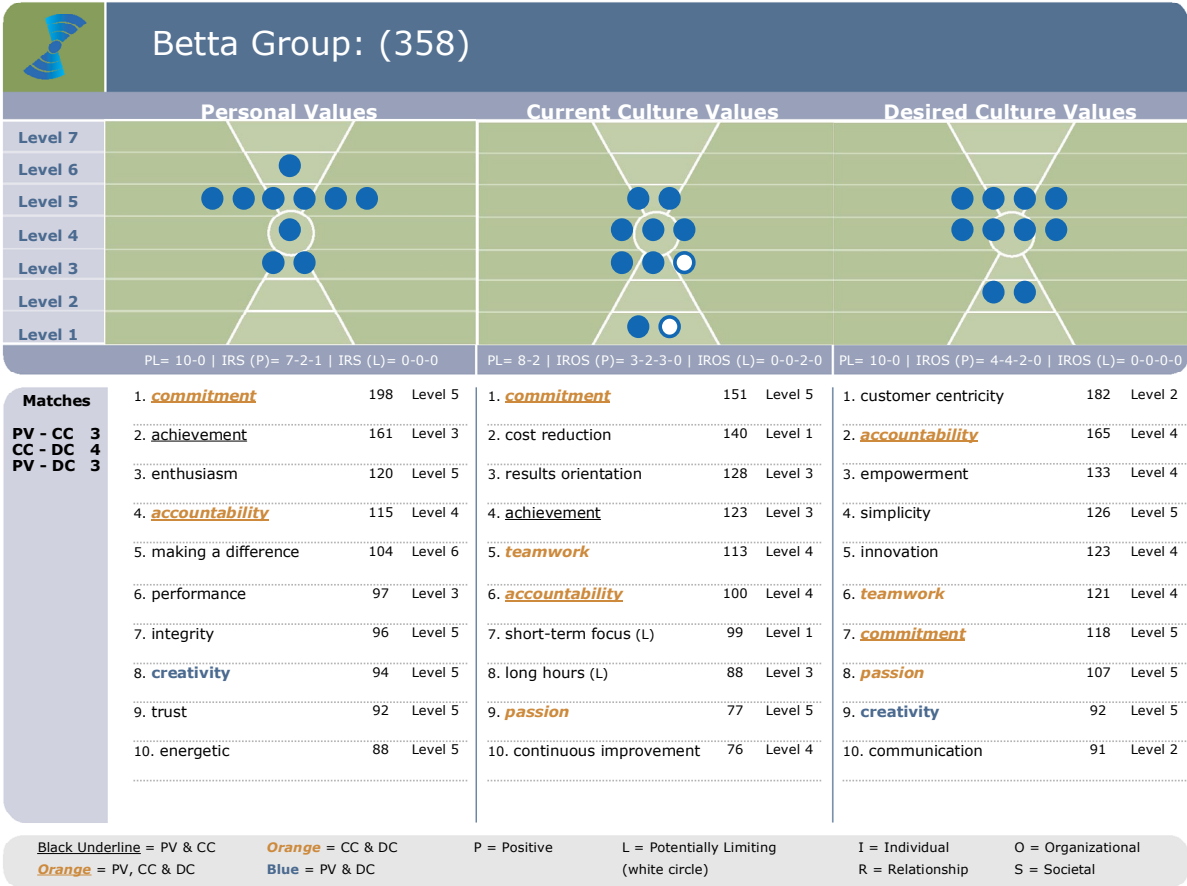 Betta Group: (358)
Personal Values Current Culture Values Desired Culture Values
Level 7
Level 6
Level 5
Level 4
Level 3
Level 2
Level 1
PL= 10-0 | IRS (P)= 7-2-1 | IRS (L)= 0-0-0
PL= 8-2 | IROS (P)= 3-2-3-0 | IROS (L)= 0-0-2-0
PL= 10-0 | IROS (P)= 4-4-2-0 | IROS (L)= 0-0-0-0
Matches
PV - CC 3
CC - DC 4
PV - DC 3
1. commitment 198 Level 5
2. achievement 161 Level 3
3. enthusiasm 120 Level 5
4. accountability 115 Level 4
5. making a difference 104 Level 6
6. performance 97 Level 3
7. integrity 96 Level 5
8. creativity 94 Level 5
9. trust 92 Level 5
10. energetic 88 Level 5
1. commitment 151 Level 5
2. cost reduction 140 Level 1
3. results orientation 128 Level 3
4. achievement 123 Level 3
5. teamwork 113 Level 4
6. accountability 100 Level 4
7. short-term focus (L) 99 Level 1
8. long hours (L) 88 Level 3
9. passion 77 Level 5
10. continuous improvement 76 Level 4
1. customer centricity 182 Level 2
2. accountability 165 Level 4
3. empowerment 133 Level 4
4. simplicity 126 Level 5
5. innovation 123 Level 4
6. teamwork 121 Level 4
7. commitment 118 Level 5
8. passion 107 Level 5
9. creativity 92 Level 5
10. communication 91 Level 2
Black Underline = PV & CC
Orange = PV, CC & DC
Orange = CC & DC
Blue = PV & DC
P = Positive
L = Potentially Limiting
(white circle)
I = Individual
R = Relationship
O = Organizational
S = Societal